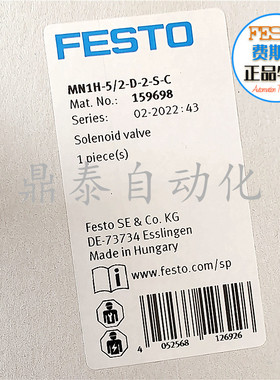 FESTO
MN1H-5/2-D-2-S-C
Mat. No.: 159698
Series: 02-2022:43
Solenoid valve
1 piece(s)
鼎泰自动化
Festo SE & Co. KG
DE-73734 Esslingen
Made in Hungary
www.festo.com/sp
4 052568 126926
FES
费斯
正品